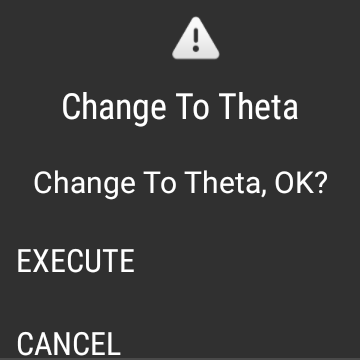 Change To Theta
Change To Theta, OK?
EXECUTE
CANCEL